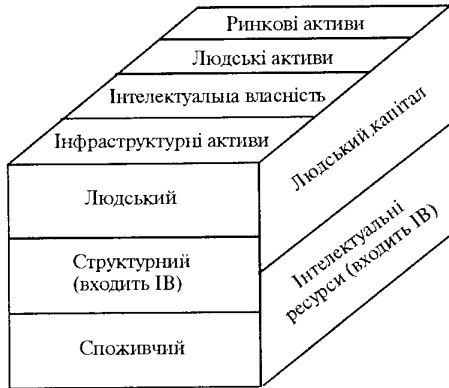 Ринкові активи
Людські активи
Інтелектуальна власність
Інфраструктурні активи
Людський
Структурний
(входить ІВ)
Споживчий
Людський капітал
Інтелектуальні
ресурси (входить ІВ)